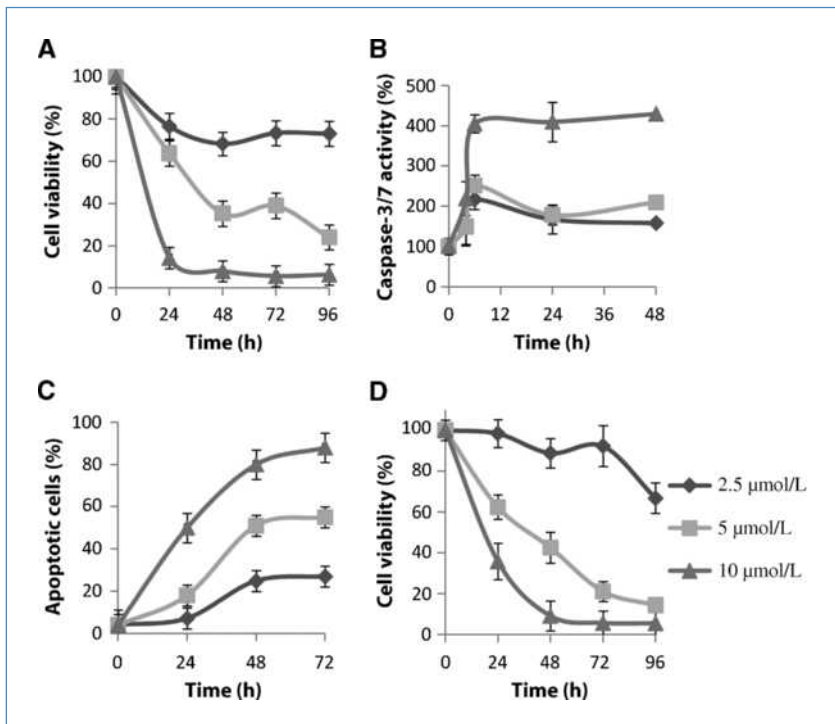 A
Cell viability (%)
100
80
60
40
20
0
0 24 48 72 96
Time (h)
B
Caspase-3/7 activity (%)
500
400
300
200
100
0
0 12 24 36 48
Time (h)
C
Apoptotic cells (%)
100
80
60
40
20
0
0 24 48 72
Time (h)
D
Cell viability (%)
100
80
60
40
20
0
0 24 48 72 96
Time (h)
2.5 µmol/L
5 µmol/L
10 µmol/L